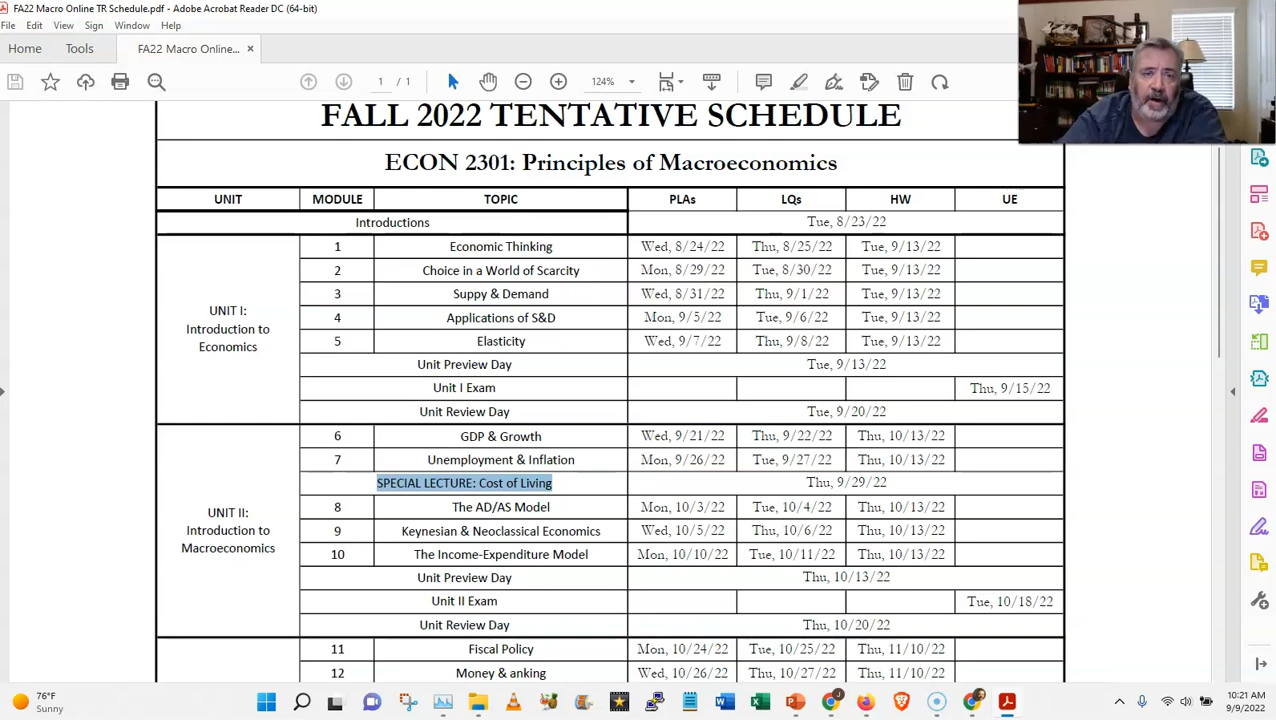 FA22 Macro Online TR Schedule.pdf - Adobe Acrobat Reader DC (64-bit)
File Edit View Sign Window Help
Home Tools FA22 Macro Online... ×
1 / 1 124%
FALL 2022 TENTATIVE SCHEDULE
ECON 2301: Principles of Macroeconomics
UNIT MODULE TOPIC PLAs LQs HW UE
Introductions Tue, 8/23/22
1 Economic Thinking Wed, 8/24/22 Thu, 8/25/22 Tue, 9/13/22
2 Choice in a World of Scarcity Mon, 8/29/22 Tue, 8/30/22 Tue, 9/13/22
3 Suppy & Demand Wed, 8/31/22 Thu, 9/1/22 Tue, 9/13/22
UNIT I:
Introduction to
Economics
4 Applications of S&D Mon, 9/5/22 Tue, 9/6/22 Tue, 9/13/22
5 Elasticity Wed, 9/7/22 Thu, 9/8/22 Tue, 9/13/22
Unit Preview Day Tue, 9/13/22
Unit I Exam Thu, 9/15/22
Unit Review Day Tue, 9/20/22
6 GDP & Growth Wed, 9/21/22 Thu, 9/22/22 Thu, 10/13/22
7 Unemployment & Inflation Mon, 9/26/22 Tue, 9/27/22 Thu, 10/13/22
SPECIAL LECTURE: Cost of Living Thu, 9/29/22
UNIT II:
Introduction to
Macroeconomics
8 The AD/AS Model Mon, 10/3/22 Tue, 10/4/22 Thu, 10/13/22
9 Keynesian & Neoclassical Economics Wed, 10/5/22 Thu, 10/6/22 Thu, 10/13/22
10 The Income-Expenditure Model Mon, 10/10/22 Tue, 10/11/22 Thu, 10/13/22
Unit Preview Day Thu, 10/13/22
Unit II Exam Tue, 10/18/22
Unit Review Day Thu, 10/20/22
11 Fiscal Policy Mon, 10/24/22 Tue, 10/25/22 Thu, 11/10/22
12 Money & anking Wed, 10/26/22 Thu, 10/27/22 Thu, 11/10/22
76°F
Sunny
10:21 AM
9/9/2022